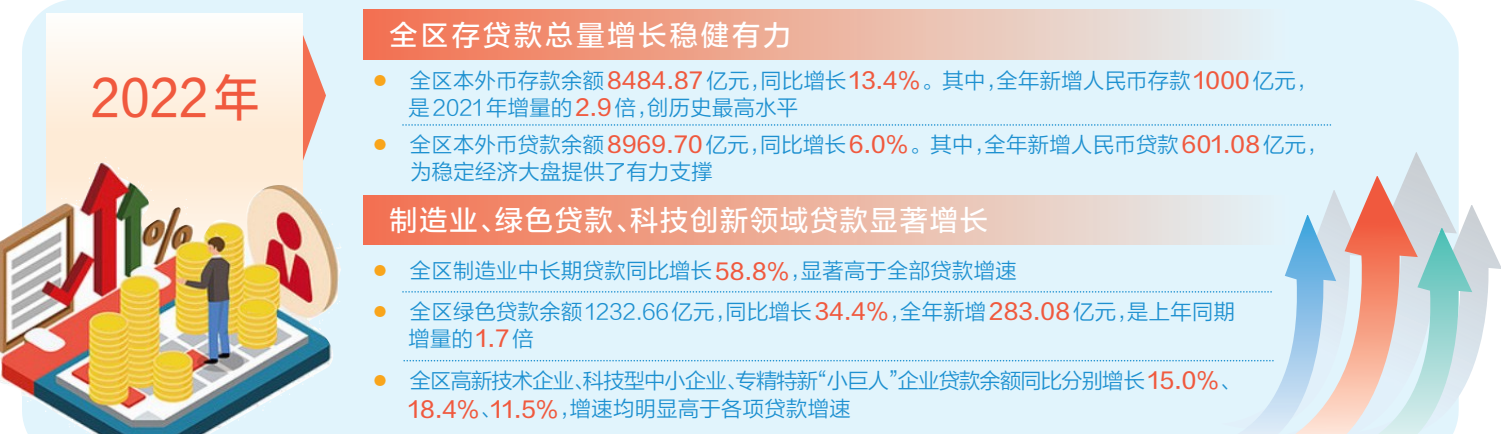 2022年
全区存贷款总量增长稳健有力
全区本外币存款余额8484.87亿元,同比增长13.4%。其中,全年新增人民币存款1000亿元,
是2021年增量的2.9倍,创历史最高水平
全区本外币贷款余额8969.70亿元,同比增长6.0%。其中,全年新增人民币贷款601.08亿元,
为稳定经济大盘提供了有力支撑
制造业、绿色贷款、科技创新领域贷款显著增长
全区制造业中长期贷款同比增长58.8%,显著高于全部贷款增速
全区绿色贷款余额1232.66亿元,同比增长34.4%,全年新增283.08亿元,是上年同期
增量的1.7倍
全区高新技术企业、科技型中小企业、专精特新“小巨人”企业贷款余额同比分别增长15.0%、
18.4%、11.5%,增速均明显高于各项贷款增速
%